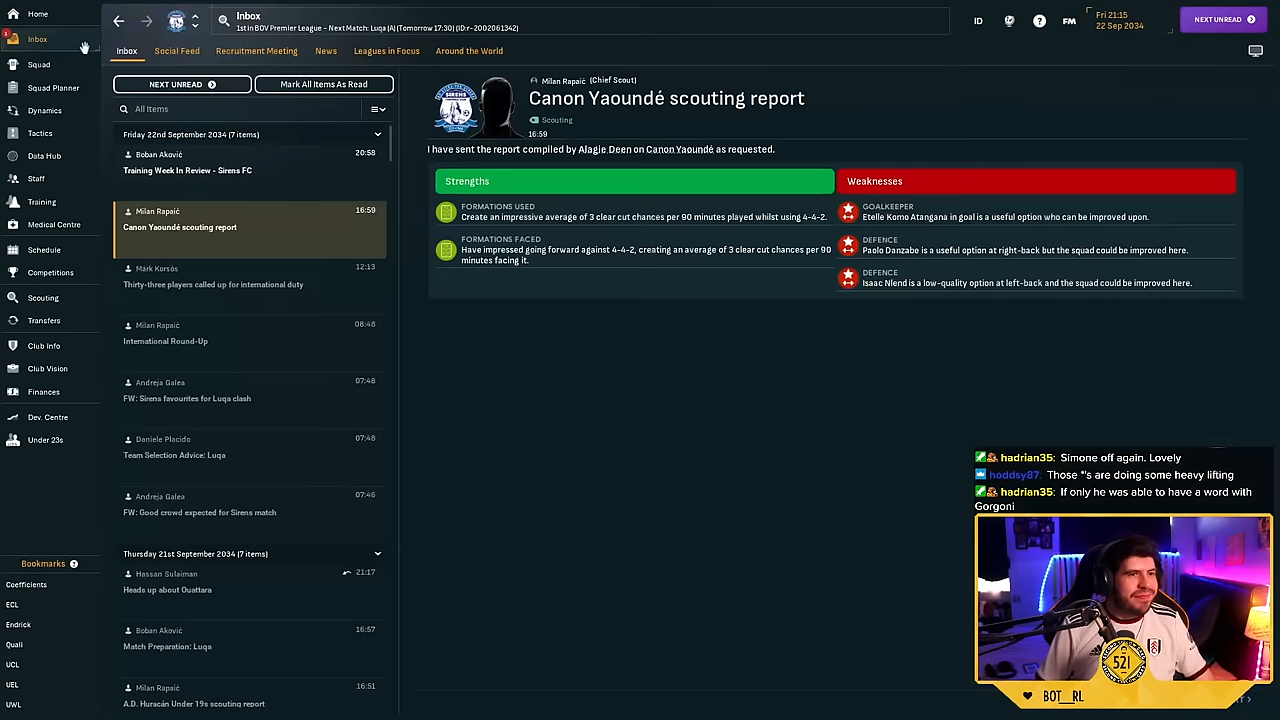 Home
Inbox
1st in BOV Premier League - Next Match: Luqa (A) (Tomorrow 17:30) (ID:r-2002061342)
ID
FM
Fri 21:15
22 Sep 2034
NEXT UNREAD
1
Inbox
Squad
Squad Planner
Dynamics
Tactics
Data Hub
Staff
Training
Medical Centre
Schedule
Competitions
Scouting
Transfers
Club Info
Club Vision
Finances
Dev. Centre
Under 23s
Bookmarks
Coefficients
ECL
Endrick
Quali
UCL
UEL
UWL
Inbox
Social Feed
Recruitment Meeting
News
Leagues in Focus
Around the World
NEXT UNREAD
Mark All Items As Read
All Items
Friday 22nd September 2034 (7 items)
Boban Aković
20:58
Training Week In Review - Sirens FC
Milan Rapaić
16:59
Canon Yaoundé scouting report
Márk Korsós
12:13
Thirty-three players called up for international duty
Milan Rapaić
08:48
International Round-Up
Andreja Galea
07:48
FW: Sirens favourites for Luqa clash
Daniele Placido
07:48
Team Selection Advice: Luqa
Andreja Galea
07:46
FW: Good crowd expected for Sirens match
Thursday 21st September 2034 (7 items)
Hassan Sulaiman
21:17
Heads up about Ouattara
Boban Aković
16:57
Match Preparation: Luqa
Milan Rapaić
16:51
A.D. Huracán Under 19s scouting report
SIRENS
Milan Rapaić (Chief Scout)
Canon Yaoundé scouting report
Scouting
16:59
I have sent the report compiled by Alagie Deen on Canon Yaoundé as requested.
Strengths
FORMATIONS USED
Create an impressive average of 3 clear cut chances per 90 minutes played whilst using 4-4-2.
FORMATIONS FACED
Have impressed going forward against 4-4-2, creating an average of 3 clear cut chances per 90
minutes facing it.
Weaknesses
GOALKEEPER
Etelle Komo Atangana in goal is a useful option who can be improved upon.
DEFENCE
Paolo Danzabe is a useful option at right-back but the squad could be improved here.
DEFENCE
Isaac Nlend is a low-quality option at left-back and the squad could be improved here.
hadrian35: Simone off again. Lovely
hoddsy87: Those *'s are doing some heavy lifting
hadrian35: If only he was able to have a word with
Gorgoni
521
BOT__RL